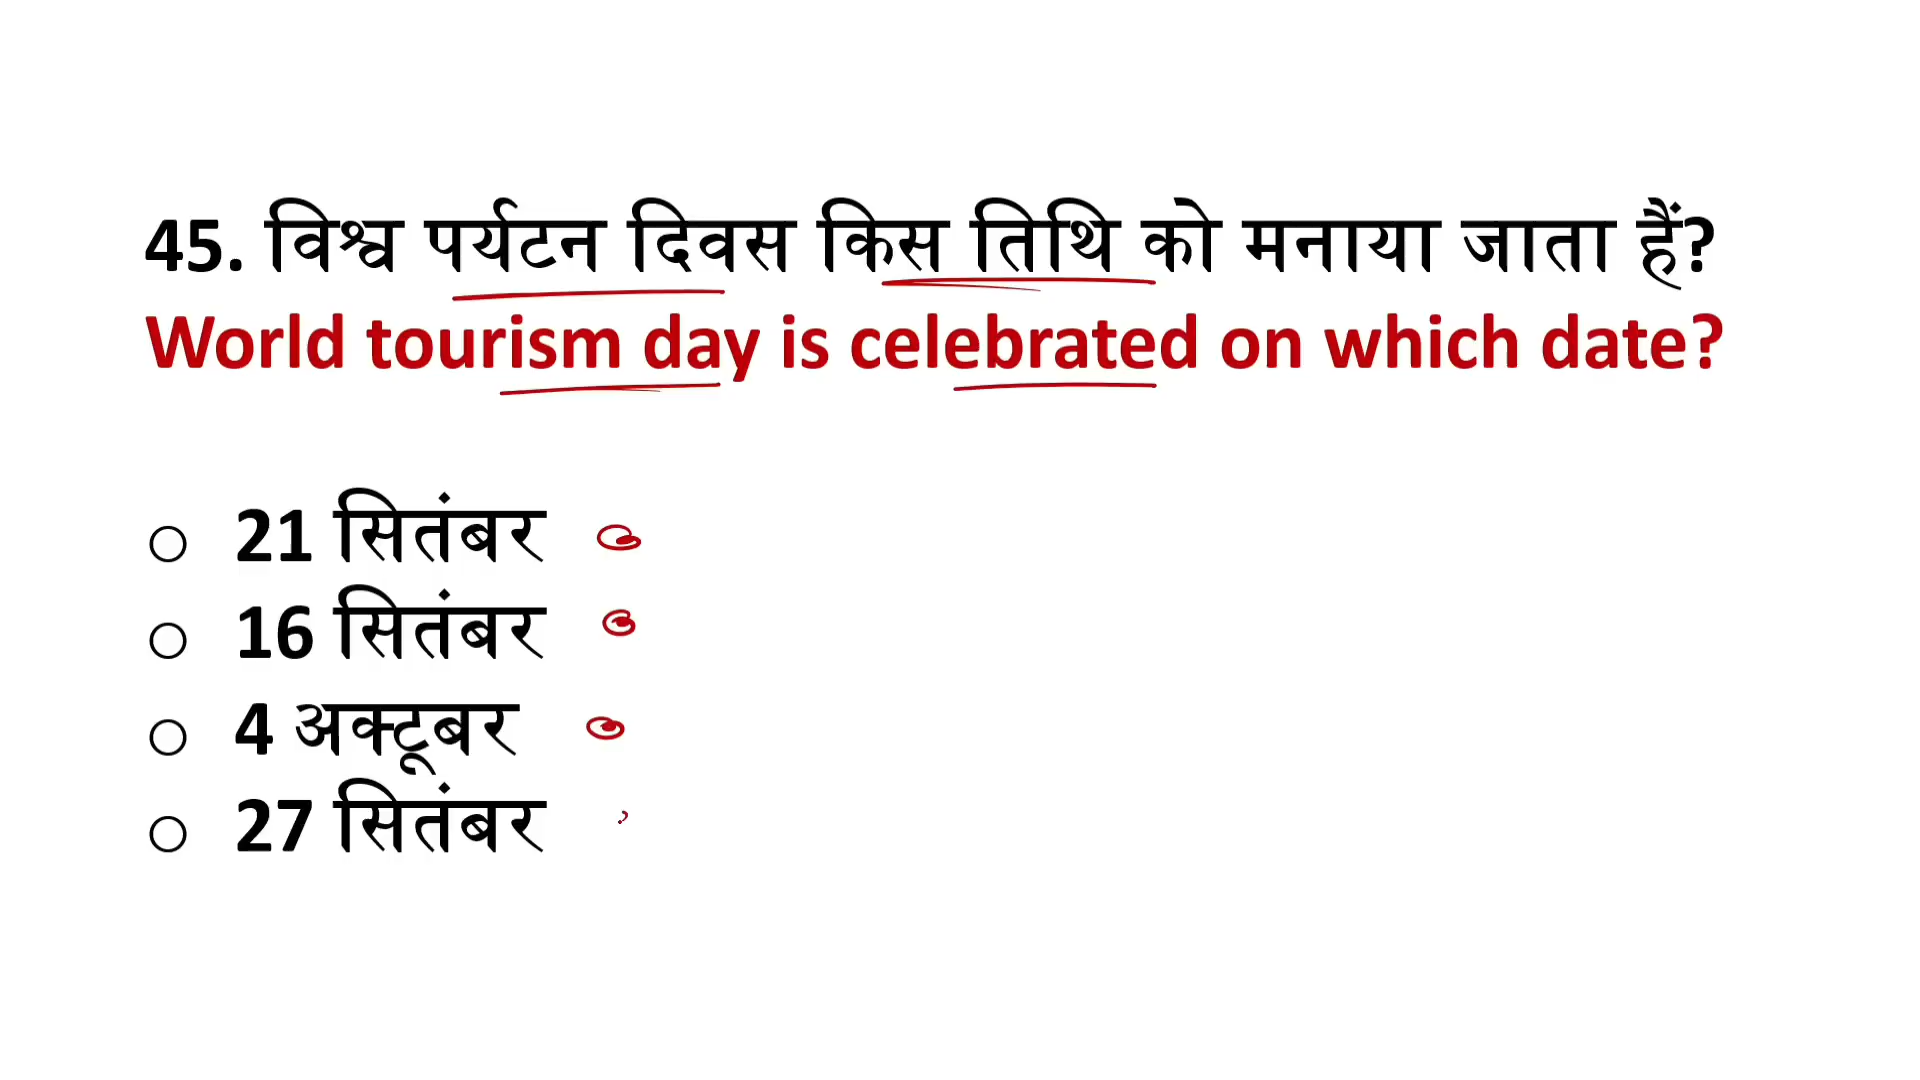 45. विश्व पर्यटन दिवस किस तिथि को मनाया जाता हैं?
World tourism day is celebrated on which date?
21 सितंबर
16 सितंबर
4 अक्टूबर
27 सितंबर